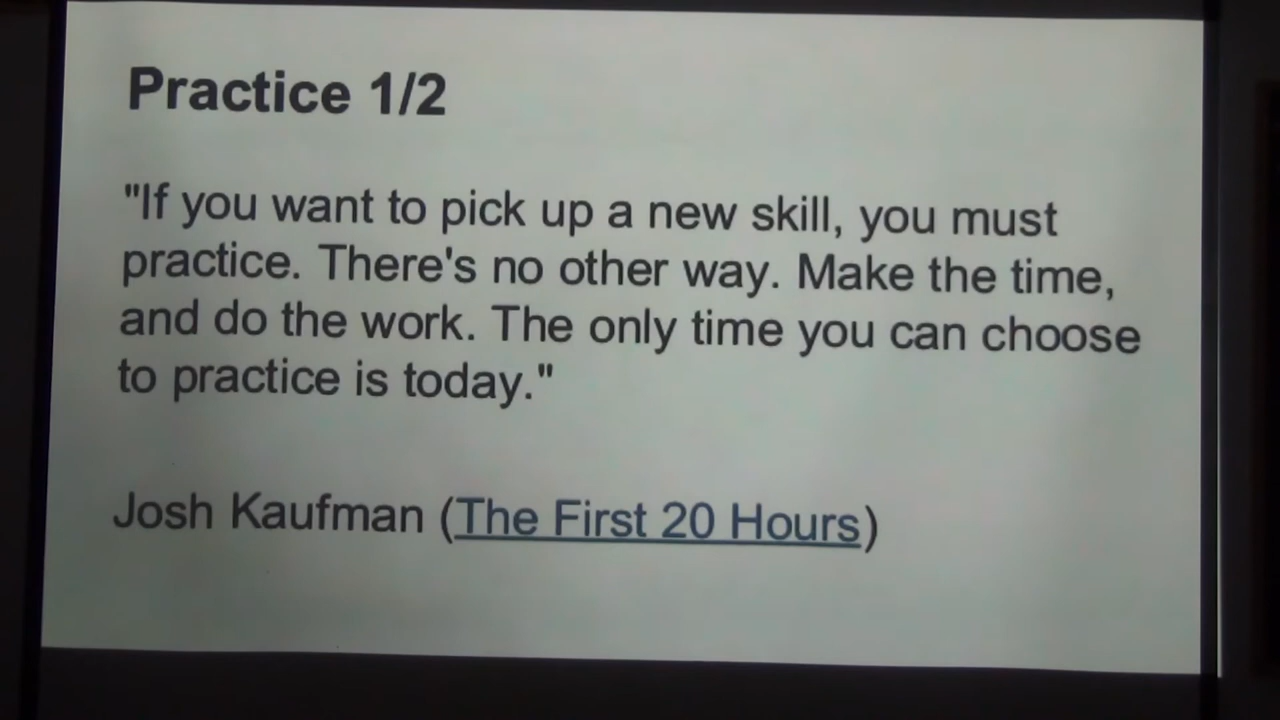 Practice 1/2
"If you want to pick up a new skill, you must
practice. There's no other way. Make the time,
and do the work. The only time you can choose
to practice is today."
Josh Kaufman (The First 20 Hours)